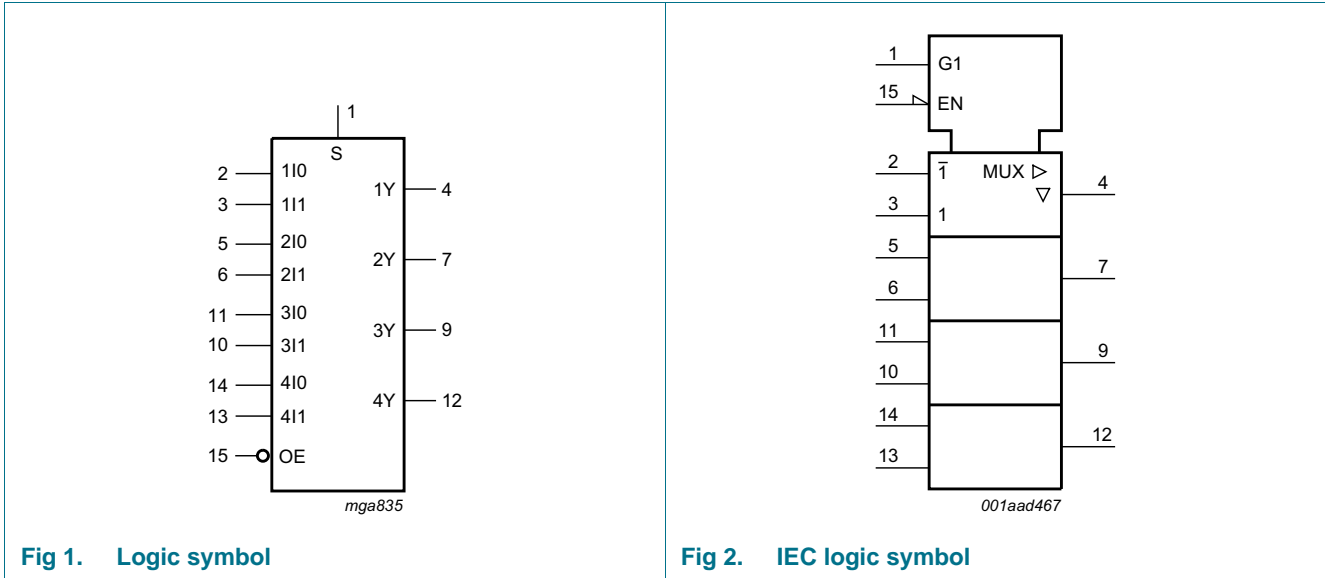 1
S
2 1I0
1Y 4
3 1I1
5 2I0
2Y 7
6 2I1
11 3I0
3Y 9
10 3I1
14 4I0
4Y 12
13 4I1
15 OE
mga835
Fig 1. Logic symbol
1 G1
15 EN
2 1̅ MUX
4
3 1
5
7
6
11
9
10
14
12
13
001aad467
Fig 2. IEC logic symbol